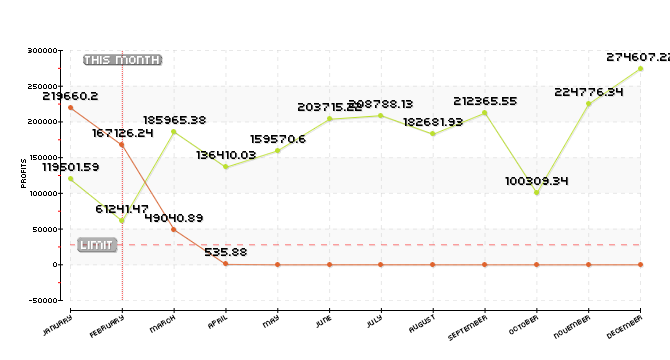 300000
THIS MONTH
274607.22
250000
219660.2
224776.34
203715.22
208788.13
212365.55
200000
185965.38
182681.93
167126.24
159570.6
150000
136410.03
119501.59
PROFITS
100309.34
100000
61241.47
49040.89
50000
LIMIT
535.88
0
-50000
JANUARY
FEBRUARY
MARCH
APRIL
MAY
JUNE
JULY
AUGUST
SEPTEMBER
OCTOBER
NOVEMBER
DECEMBER